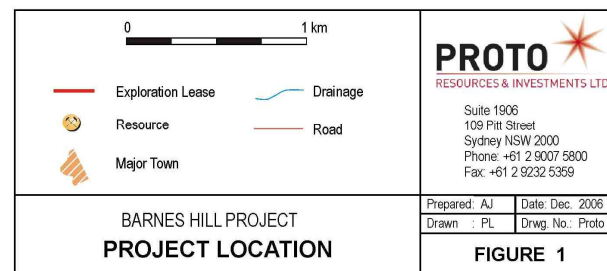 0 1 km
Exploration Lease
Drainage
Resource
Road
Major Town
BARNES HILL PROJECT
PROJECT LOCATION
PROTO
RESOURCES & INVESTMENTS LTD
Suite 1906
109 Pitt Street
Sydney NSW 2000
Phone: +61 2 9007 5800
Fax: +61 2 9232 5359
Prepared: AJ Date: Dec. 2006
Drawn : PL Drwg. No.: Proto
FIGURE 1